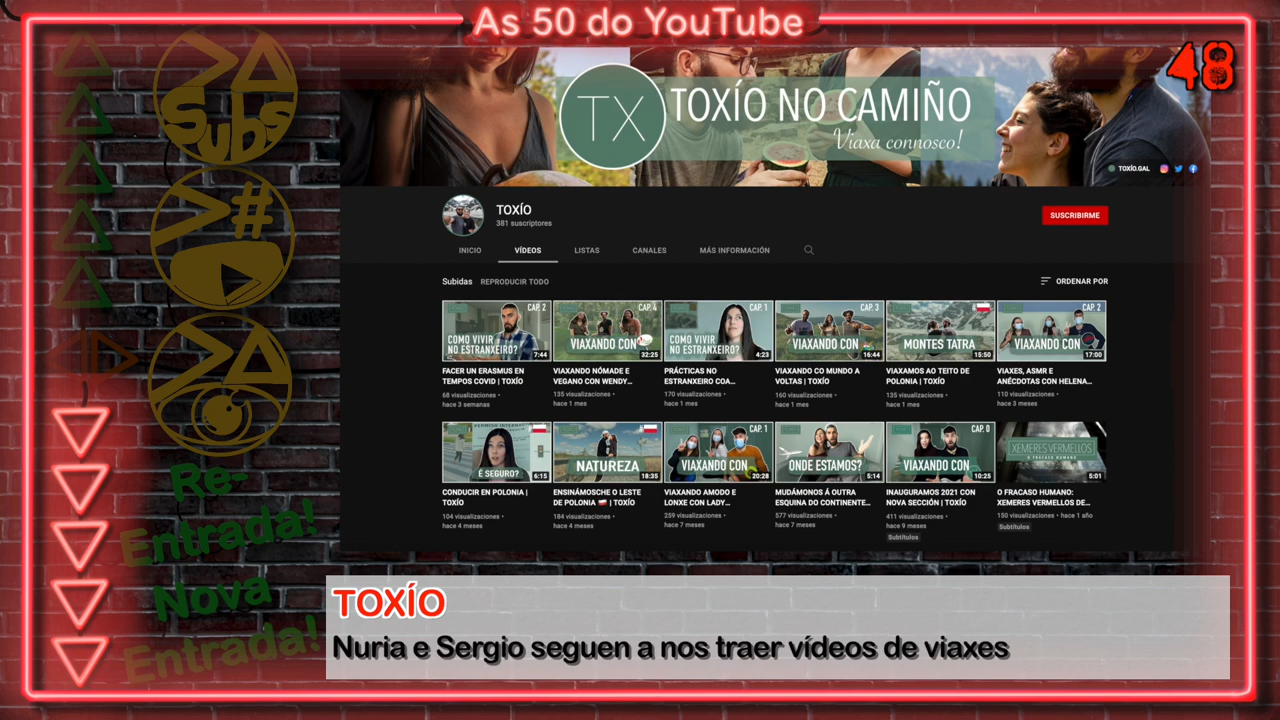 As 50 do YouTube
48
Subs
#
TX
TOXÍO NO CAMIÑO
Viaxa connosco!
TOXÍO.GAL
TOXÍO
381 suscriptores
SUSCRIBIRME
INICIO VÍDEOS LISTAS CANALES MÁS INFORMACIÓN
Subidas REPRODUCIR TODO
ORDENAR POR
CAP. 2
COMO VIVIR
NO ESTRANXEIRO?
7:44
FACER UN ERASMUS EN
TEMPOS COVID | TOXÍO
68 visualizaciones •
hace 3 semanas
CAP. 4
VIAXANDO CON
32:25
VIAXANDO NÓMADE E
VEGANO CON WENDY...
135 visualizaciones •
hace 1 mes
CAP. 1
COMO VIVIR
NO ESTRANXEIRO?
4:23
PRÁCTICAS NO
ESTRANXEIRO COA...
170 visualizaciones •
hace 1 mes
CAP. 3
VIAXANDO CON
16:44
VIAXANDO CO MUNDO A
VOLTAS | TOXÍO
160 visualizaciones •
hace 1 mes
MONTES TATRA
15:50
VIAXAMOS AO TEITO DE
POLONIA | TOXÍO
135 visualizaciones •
hace 1 mes
CAP. 2
VIAXANDO CON
17:00
VIAXES, ASMR E
ANÉCDOTAS CON HELENA...
110 visualizaciones •
hace 3 meses
É SEGURO?
6:15
CONDUCIR EN POLONIA |
TOXÍO
104 visualizaciones •
hace 4 meses
NATUREZA
18:35
ENSINÁMOSCHE O LESTE
DE POLONIA 🇵🇱 | TOXÍO
184 visualizaciones •
hace 4 meses
CAP. 1
VIAXANDO CON
20:28
VIAXANDO AMODO E
LONXE CON LADY...
259 visualizaciones •
hace 7 meses
ONDE ESTAMOS?
5:14
MUDÁMONOS Á OUTRA
ESQUINA DO CONTINENTE...
577 visualizaciones •
hace 7 meses
CAP. 0
VIAXANDO CON
10:25
INAUGURAMOS 2021 CON
NOVA SECCIÓN | TOXÍO
411 visualizaciones •
hace 9 meses
Subtítulos
XEMERES VERMELLOS
O FRACASO HUMANO
5:01
O FRACASO HUMANO:
XEMERES VERMELLOS DE...
150 visualizaciones • hace 1 año
Subtítulos
Re-
Entrada!
Nova
Entrada!
TOXÍO
Nuria e Sergio seguen a nos traer vídeos de viaxes